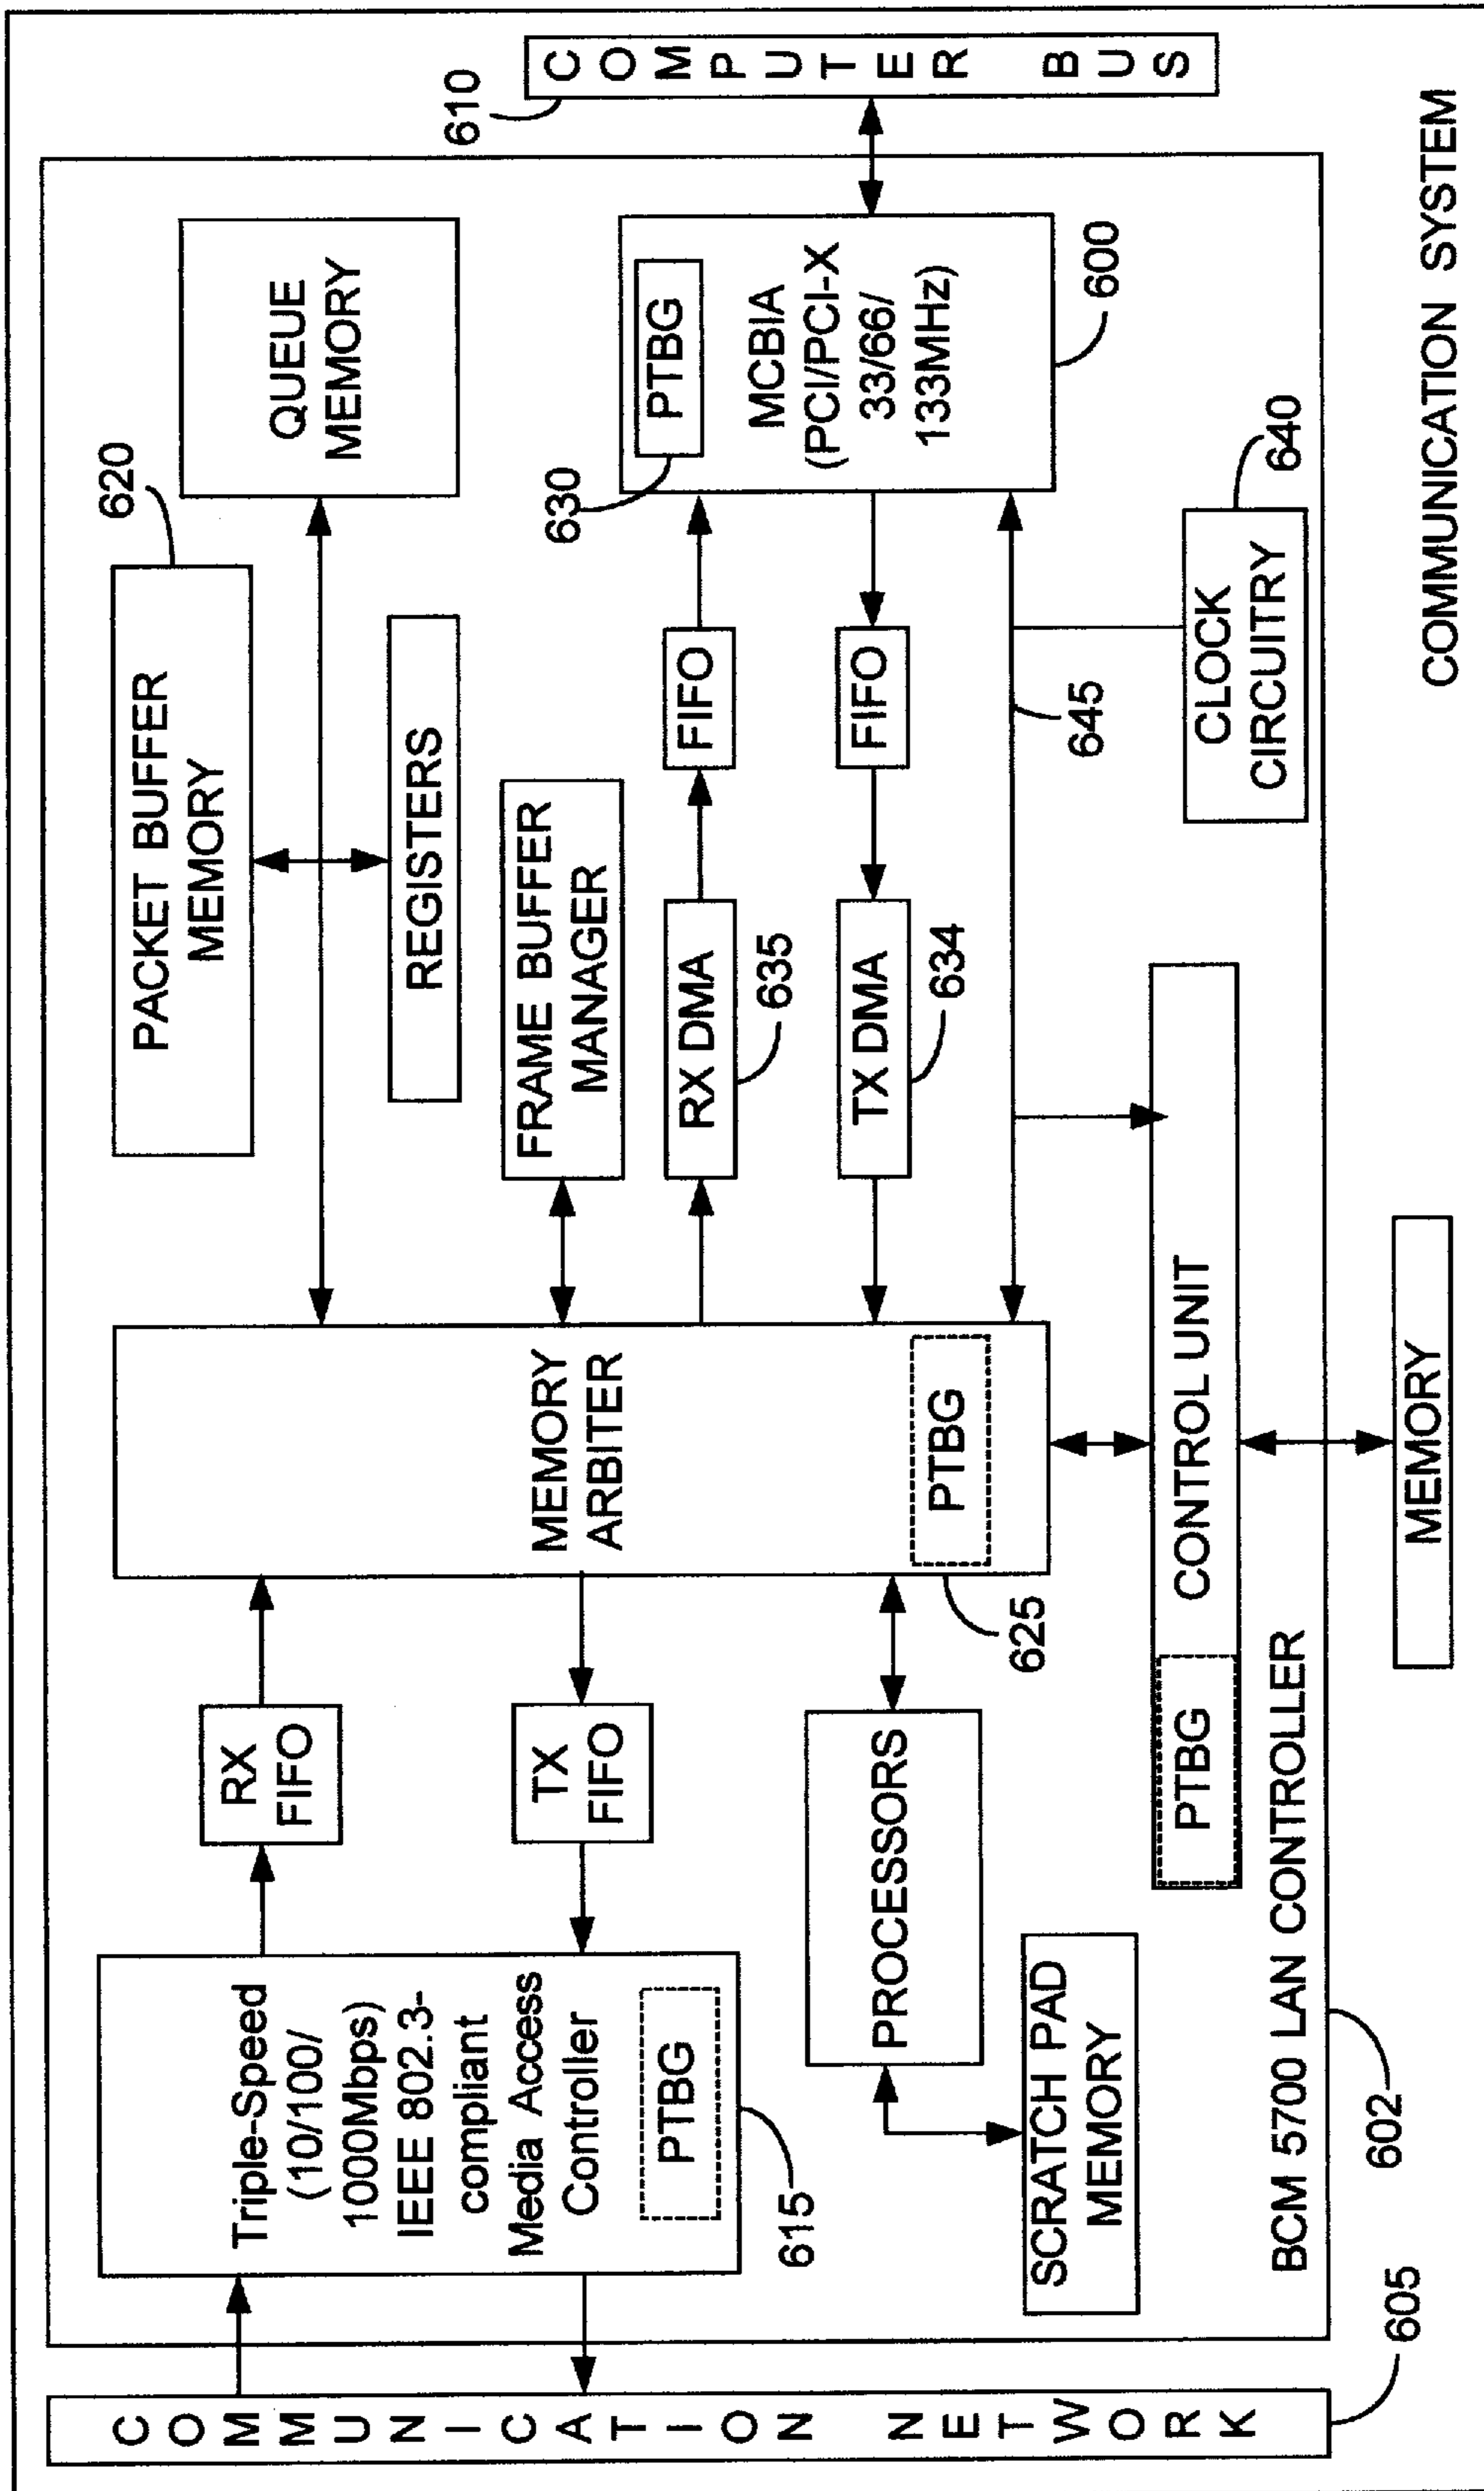 COMMUNICATION NETWORK
605
Triple-Speed
(10/100/
1000Mbps)
IEEE 802.3-
compliant
Media Access
Controller
PTBG
615
RX
FIFO
TX
FIFO
PROCESSORS
SCRATCH PAD
MEMORY
MEMORY
ARBITER
PTBG
625
PACKET BUFFER
MEMORY
620
REGISTERS
QUEUE
MEMORY
FRAME BUFFER
MANAGER
RX DMA
635
FIFO
TX DMA
634
FIFO
630
PTBG
MCBIA
(PCI/PCI-X
33/66/
133MHz)
600
610
COMPUTER BUS
645
CLOCK
CIRCUITRY
640
PTBG
CONTROL UNIT
BCM 5700 LAN CONTROLLER
602
MEMORY
COMMUNICATION SYSTEM